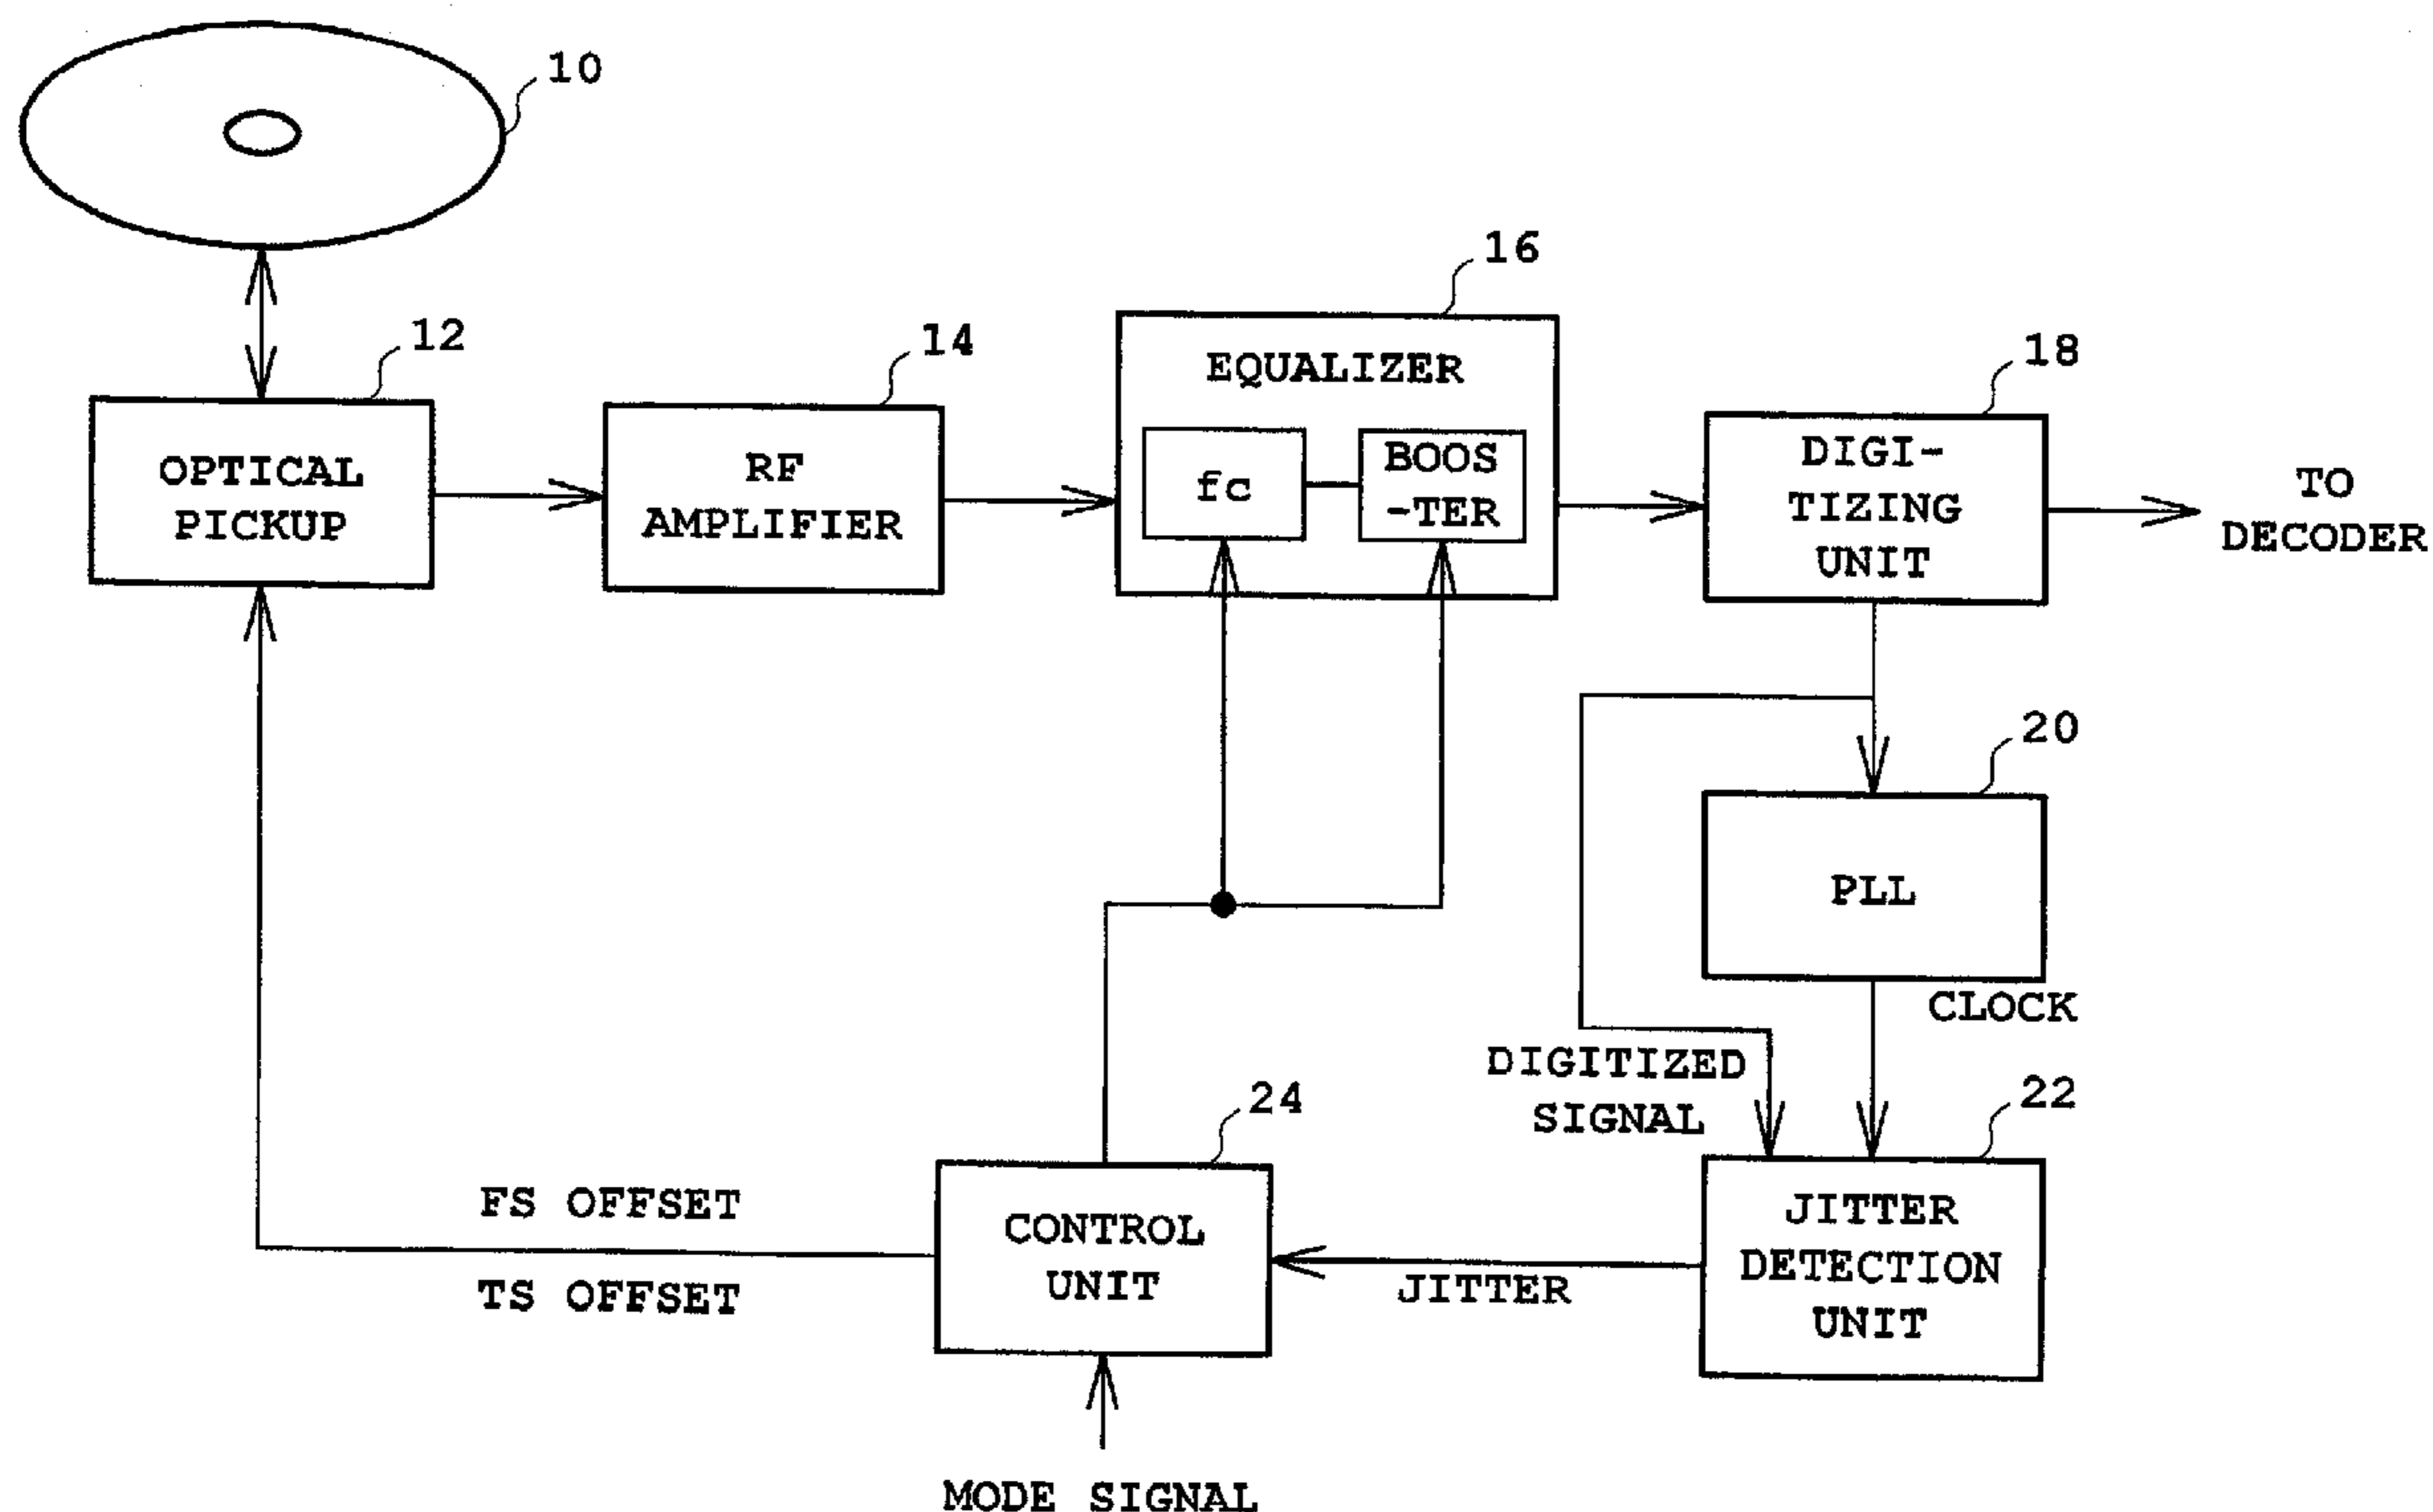 10
12
14
16
18
EQUALIZER
OPTICAL
PICKUP
RF
AMPLIFIER
fc
BOOS
-TER
DIGI-
TIZING
UNIT
TO
DECODER
20
PLL
CLOCK
DIGITIZED
SIGNAL
22
24
FS OFFSET
TS OFFSET
CONTROL
UNIT
JITTER
JITTER
DETECTION
UNIT
MODE SIGNAL